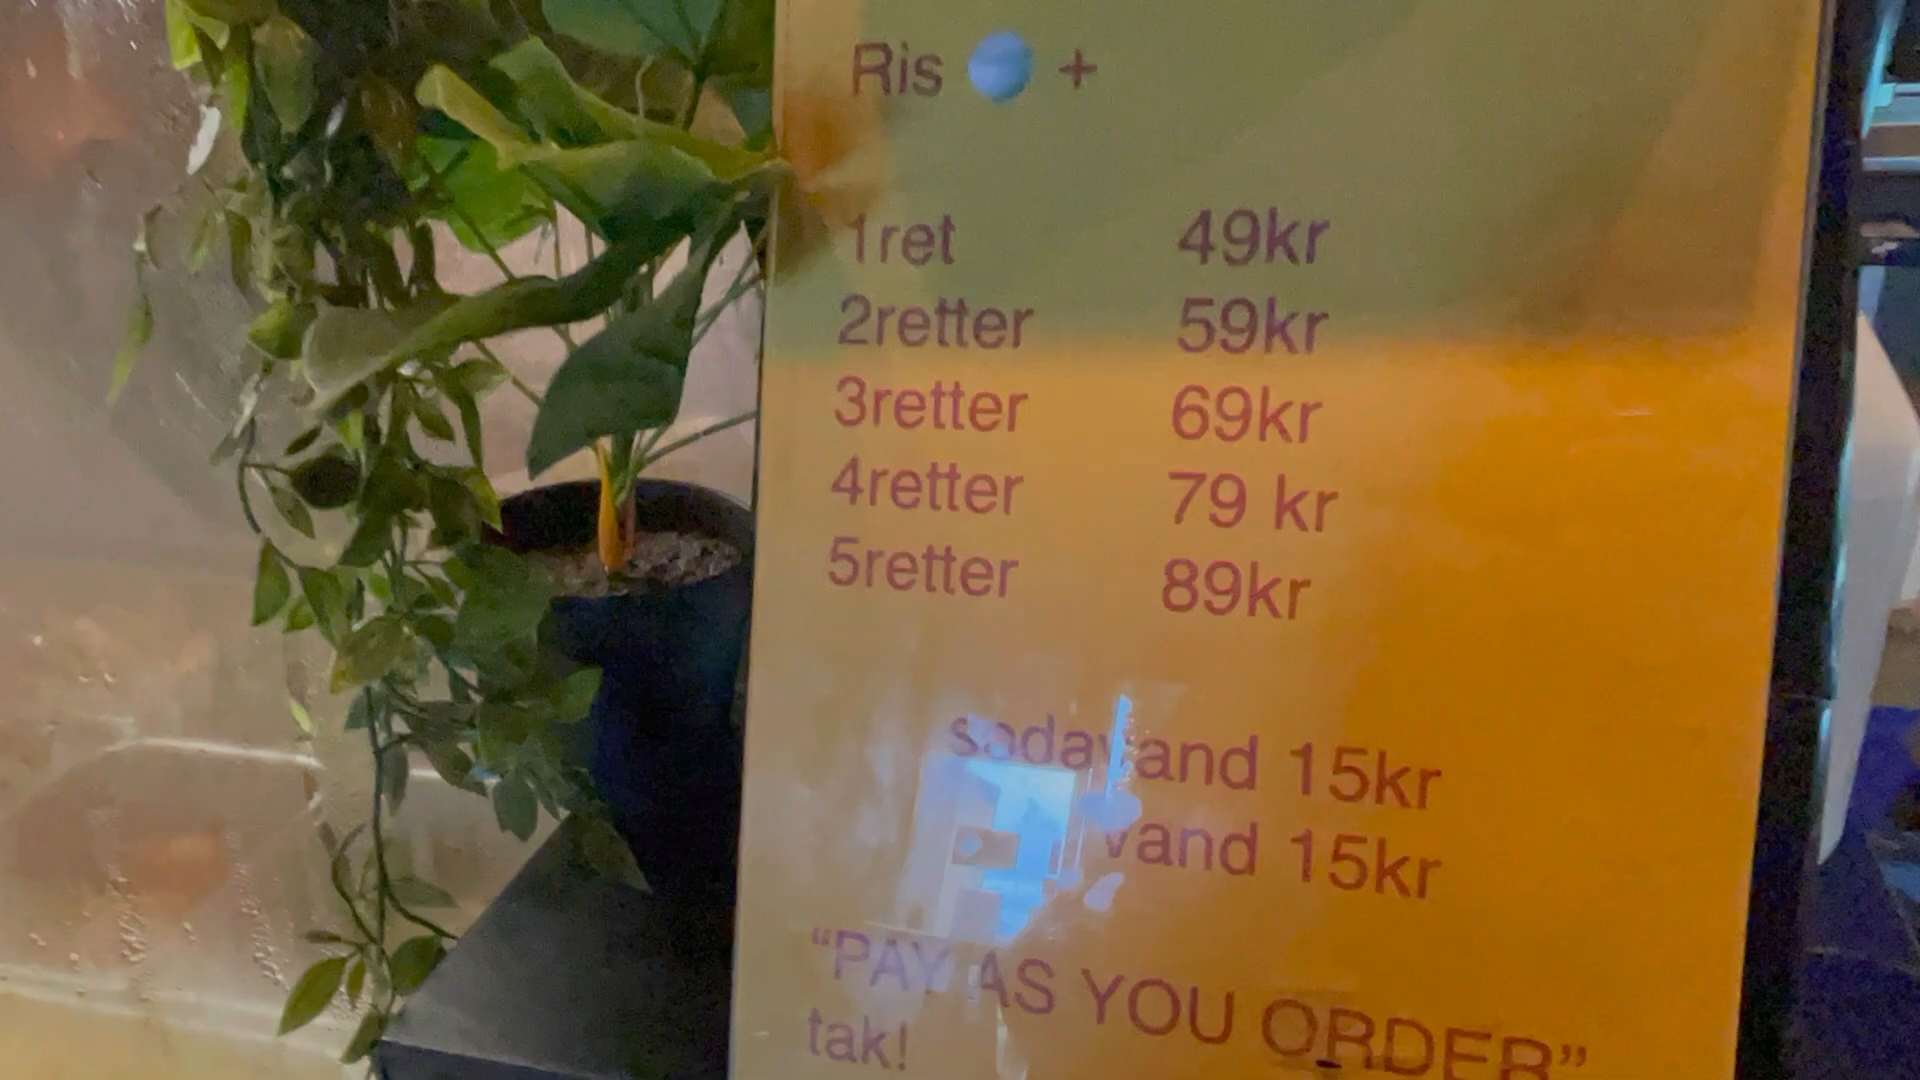 Ris +
1ret 49kr
2retter 59kr
3retter 69kr
4retter 79 kr
5retter 89kr
sodavand 15kr
vand 15kr
“PAY AS YOU ORDER”
tak!